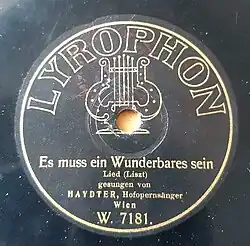 LYROPHON
Es muss ein Wunderbares sein
Lied (Liszt)
gesungen von
HAYDTER, Hofopernsänger
Wien
W. 7181.